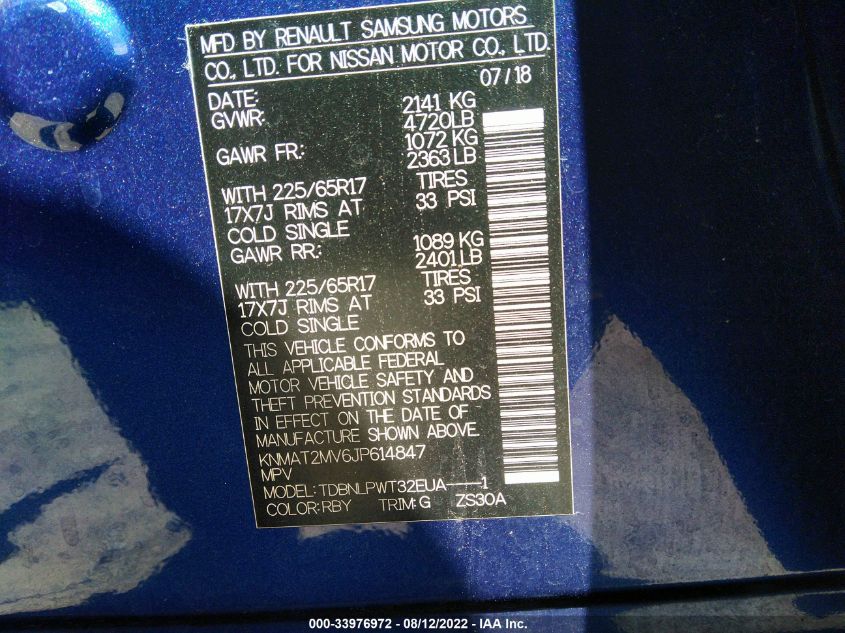 MFD BY RENAULT SAMSUNG MOTORS
CO., LTD. FOR NISSAN MOTOR CO., LTD.
07/18
DATE: 2141 KG
GVWR: 4720LB
1072 KG
GAWR FR: 2363 LB
WITH 225/65R17 TIRES
17X7J RIMS AT 33 PSI
COLD SINGLE
GAWR RR: 1089 KG
2401 LB
WITH 225/65R17 TIRES
17X7J RIMS AT 33 PSI
COLD SINGLE
THIS VEHICLE CONFORMS TO
ALL APPLICABLE FEDERAL
MOTOR VEHICLE SAFETY AND
THEFT PREVENTION STANDARDS
IN EFFECT ON THE DATE OF
MANUFACTURE SHOWN ABOVE.
KNMAT2MV6JP614847
MPV
MODEL: TDBNLPWT32EUA----1
COLOR: RBY TRIM: G ZS30A
000-33976972 - 08/12/2022 - IAA Inc.